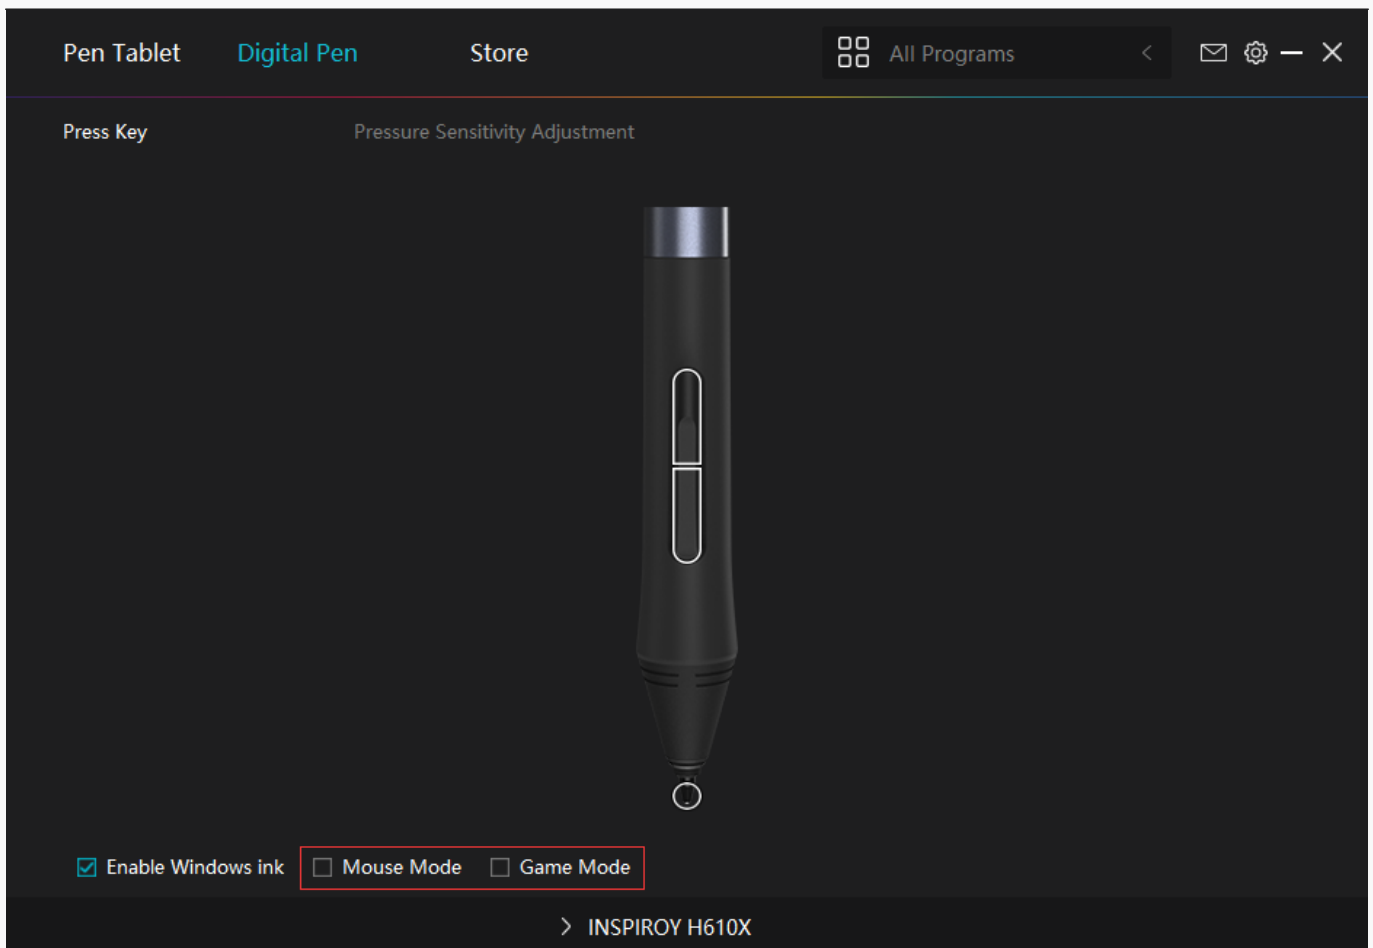 Pen Tablet Digital Pen Store All Programs
Press Key Pressure Sensitivity Adjustment
Enable Windows ink Mouse Mode Game Mode
INSPIROY H610X